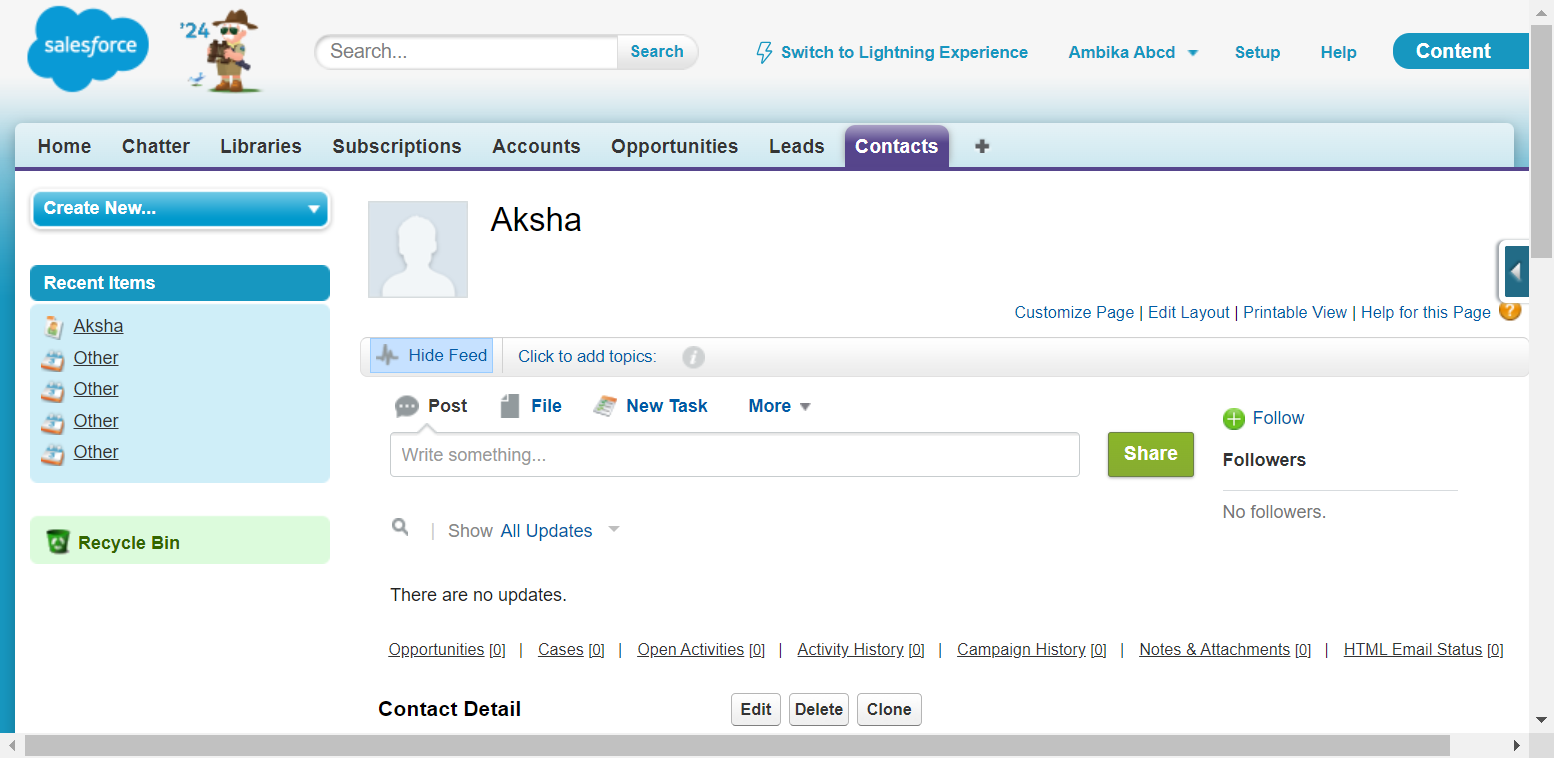 salesforce
'24
Search...
Search
Switch to Lightning Experience
Ambika Abcd
Setup
Help
Content
Home
Chatter
Libraries
Subscriptions
Accounts
Opportunities
Leads
Contacts
Create New...
Recent Items
Aksha
Other
Other
Other
Other
Recycle Bin
Aksha
Customize Page | Edit Layout | Printable View | Help for this Page
Hide Feed
Click to add topics:
Post
File
New Task
More
Write something...
Share
Follow
Followers
No followers.
Show All Updates
There are no updates.
Opportunities [0] | Cases [0] | Open Activities [0] | Activity History [0] | Campaign History [0] | Notes & Attachments [0] | HTML Email Status [0]
Contact Detail
Edit
Delete
Clone